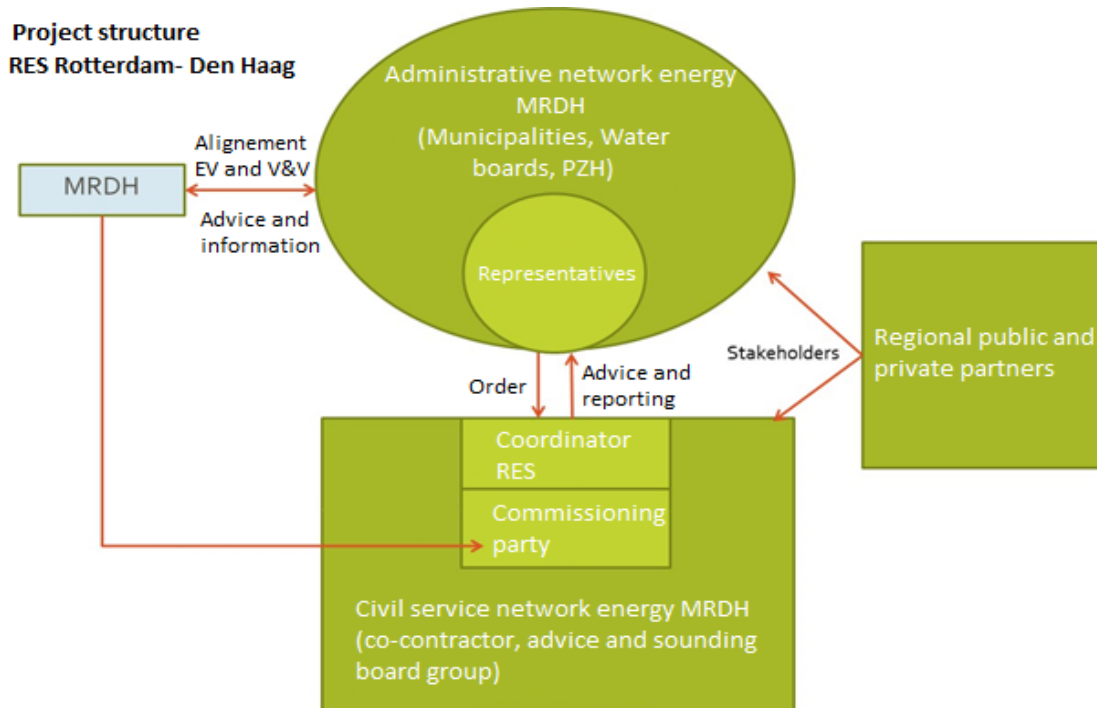 Project structure
RES Rotterdam- Den Haag
Administrative network energy
MRDH
(Municipalities, Water
boards, PZH)
Alignement
EV and V&V
MRDH
Advice and
information
Representatives
Regional public and
private partners
Stakeholders
Order
Advice and
reporting
Coordinator
RES
Commissioning
party
Civil service network energy MRDH
(co-contractor, advice and sounding
board group)